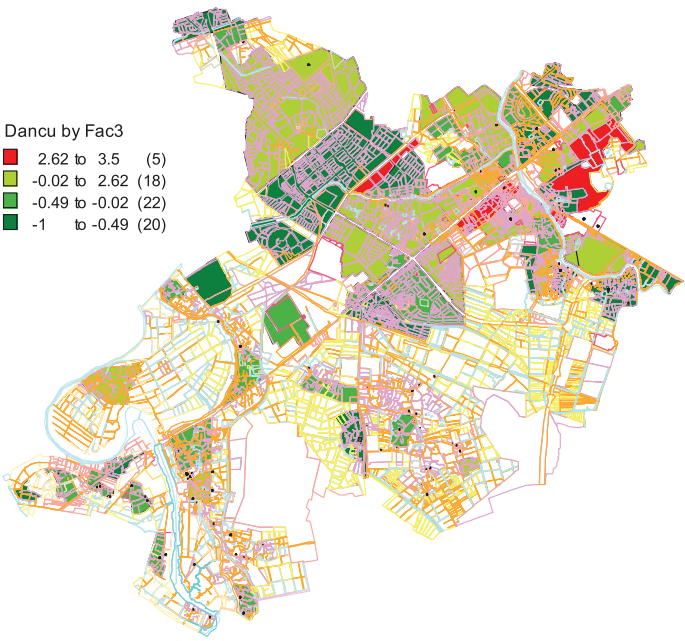 Dancu by Fac3
2.62 to 3.5 (5)
-0.02 to 2.62 (18)
-0.49 to -0.02 (22)
-1 to -0.49 (20)